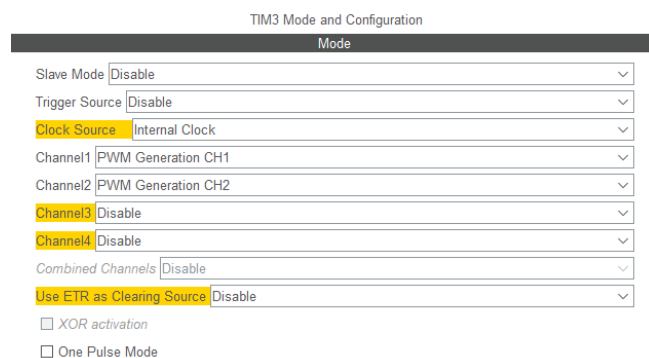 TIM3 Mode and Configuration
Mode
Slave Mode Disable
Trigger Source Disable
Clock Source Internal Clock
Channel1 PWM Generation CH1
Channel2 PWM Generation CH2
Channel3 Disable
Channel4 Disable
Combined Channels Disable
Use ETR as Clearing Source Disable
XOR activation
One Pulse Mode